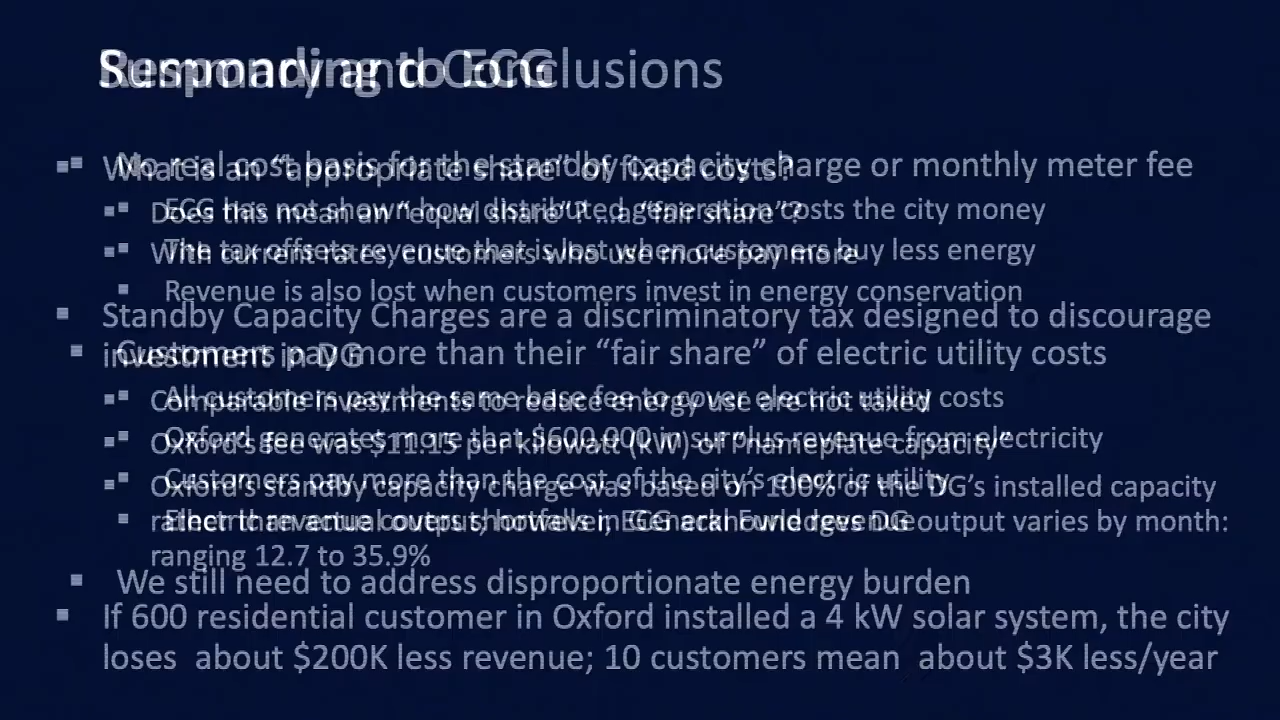 Responding to ECG
▪ What is an “appropriate share” of fixed costs?
▪ Does this mean an “equal share”? ...a “fair share”?
▪ With current rates, customers who use more pay more
▪ Standby Capacity Charges are a discriminatory tax designed to discourage
investment in DG
▪ Comparable investments to reduce energy use are not taxed
▪ Oxford’s fee was $11.15 per kilowatt (kW) of “nameplate capacity”
▪ Oxford’s standby capacity charge was based on 100% of the DG’s installed capacity
rather than actual output; however, ECG acknowledges DG output varies by month:
ranging 12.7 to 35.9%
▪ If 600 residential customer in Oxford installed a 4 kW solar system, the city
loses about $200K less revenue; 10 customers mean about $3K less/year
Summary and Conclusions
▪ No real cost basis for the standby capacity charge or monthly meter fee
▪ ECG has not shown how distributed generation costs the city money
▪ The tax offsets revenue that is lost when customers buy less energy
▪ Revenue is also lost when customers invest in energy conservation
▪ Customers pay more than their “fair share” of electric utility costs
▪ All customers pay the same base fee to cover electric utility costs
▪ Oxford generates more that $600,000 in surplus revenue from electricity
▪ Customers pay more than the cost of the city’s electric utility
▪ Electric revenue covers shortfalls in General Fund revenue
▪ We still need to address disproportionate energy burden